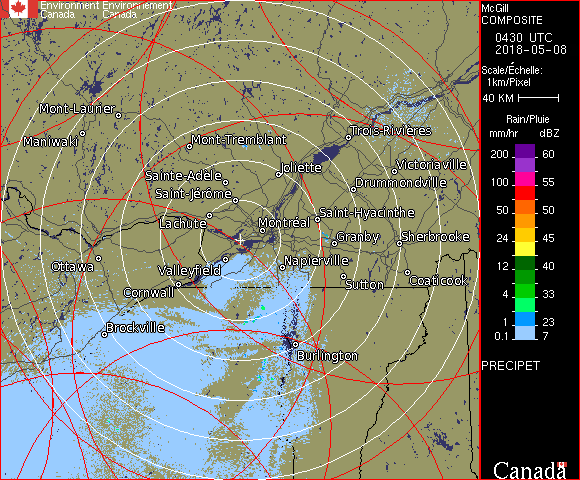 Environment Environnement
Canada Canada
McGill
COMPOSITE
0430 UTC
2018-05-08
Scale/Échelle:
1km/Pixel
40 KM
Rain/Pluie
mm/hr dBZ
200 60
100 55
50 50
24 45
12 40
4 33
1 23
0.1 7
PRECIPET
Canada
Mont-Laurier
Maniwaki
Mont-Tremblant
Trois-Rivières
Sainte-Adèle
Joliette
Victoriaville
Saint-Jérôme
Drummondville
Lachute
Montréal
Saint-Hyacinthe
Granby
Sherbrooke
Ottawa
Valleyfield
Napierville
Cornwall
Sutton
Coaticook
Brockville
Burlington